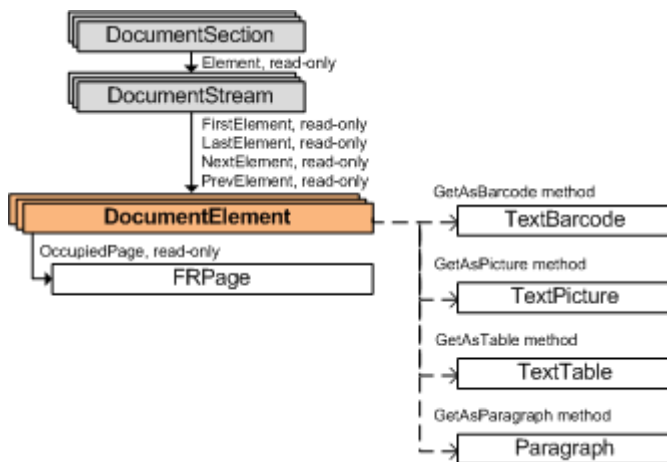 DocumentSection
Element, read-only
DocumentStream
FirstElement, read-only
LastElement, read-only
NextElement, read-only
PrevElement, read-only
DocumentElement
OccupiedPage, read-only
FRPage
GetAsBarcode method
TextBarcode
GetAsPicture method
TextPicture
GetAsTable method
TextTable
GetAsParagraph method
Paragraph